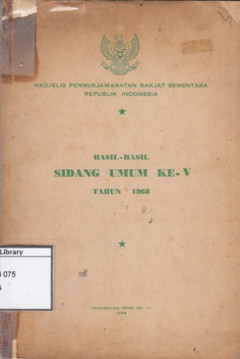 MADJELIS PERMUSJAWARATAN RAKJAT SEMENTARA
REPUBLIK INDONESIA
HASIL-HASIL
SIDANG UMUM KE-V
TAHUN 1968
Library
075